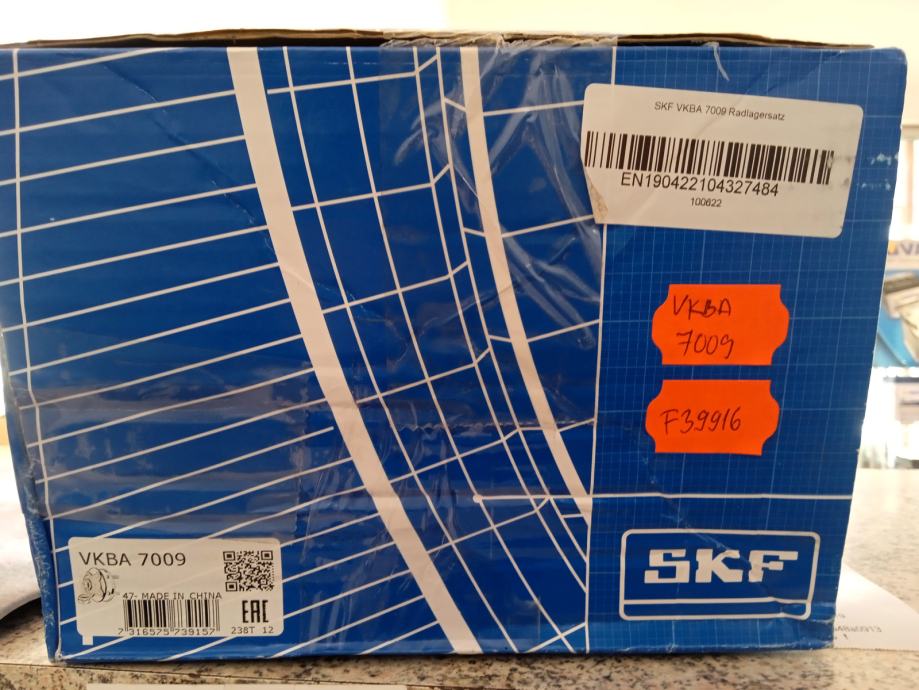 SKF VKBA 7009 Radlagersatz
EN190422104327484
100622
VKBA
7009
F39916
SKF
VKBA 7009
47- MADE IN CHINA
EAC
7 316575 739157
238T 12